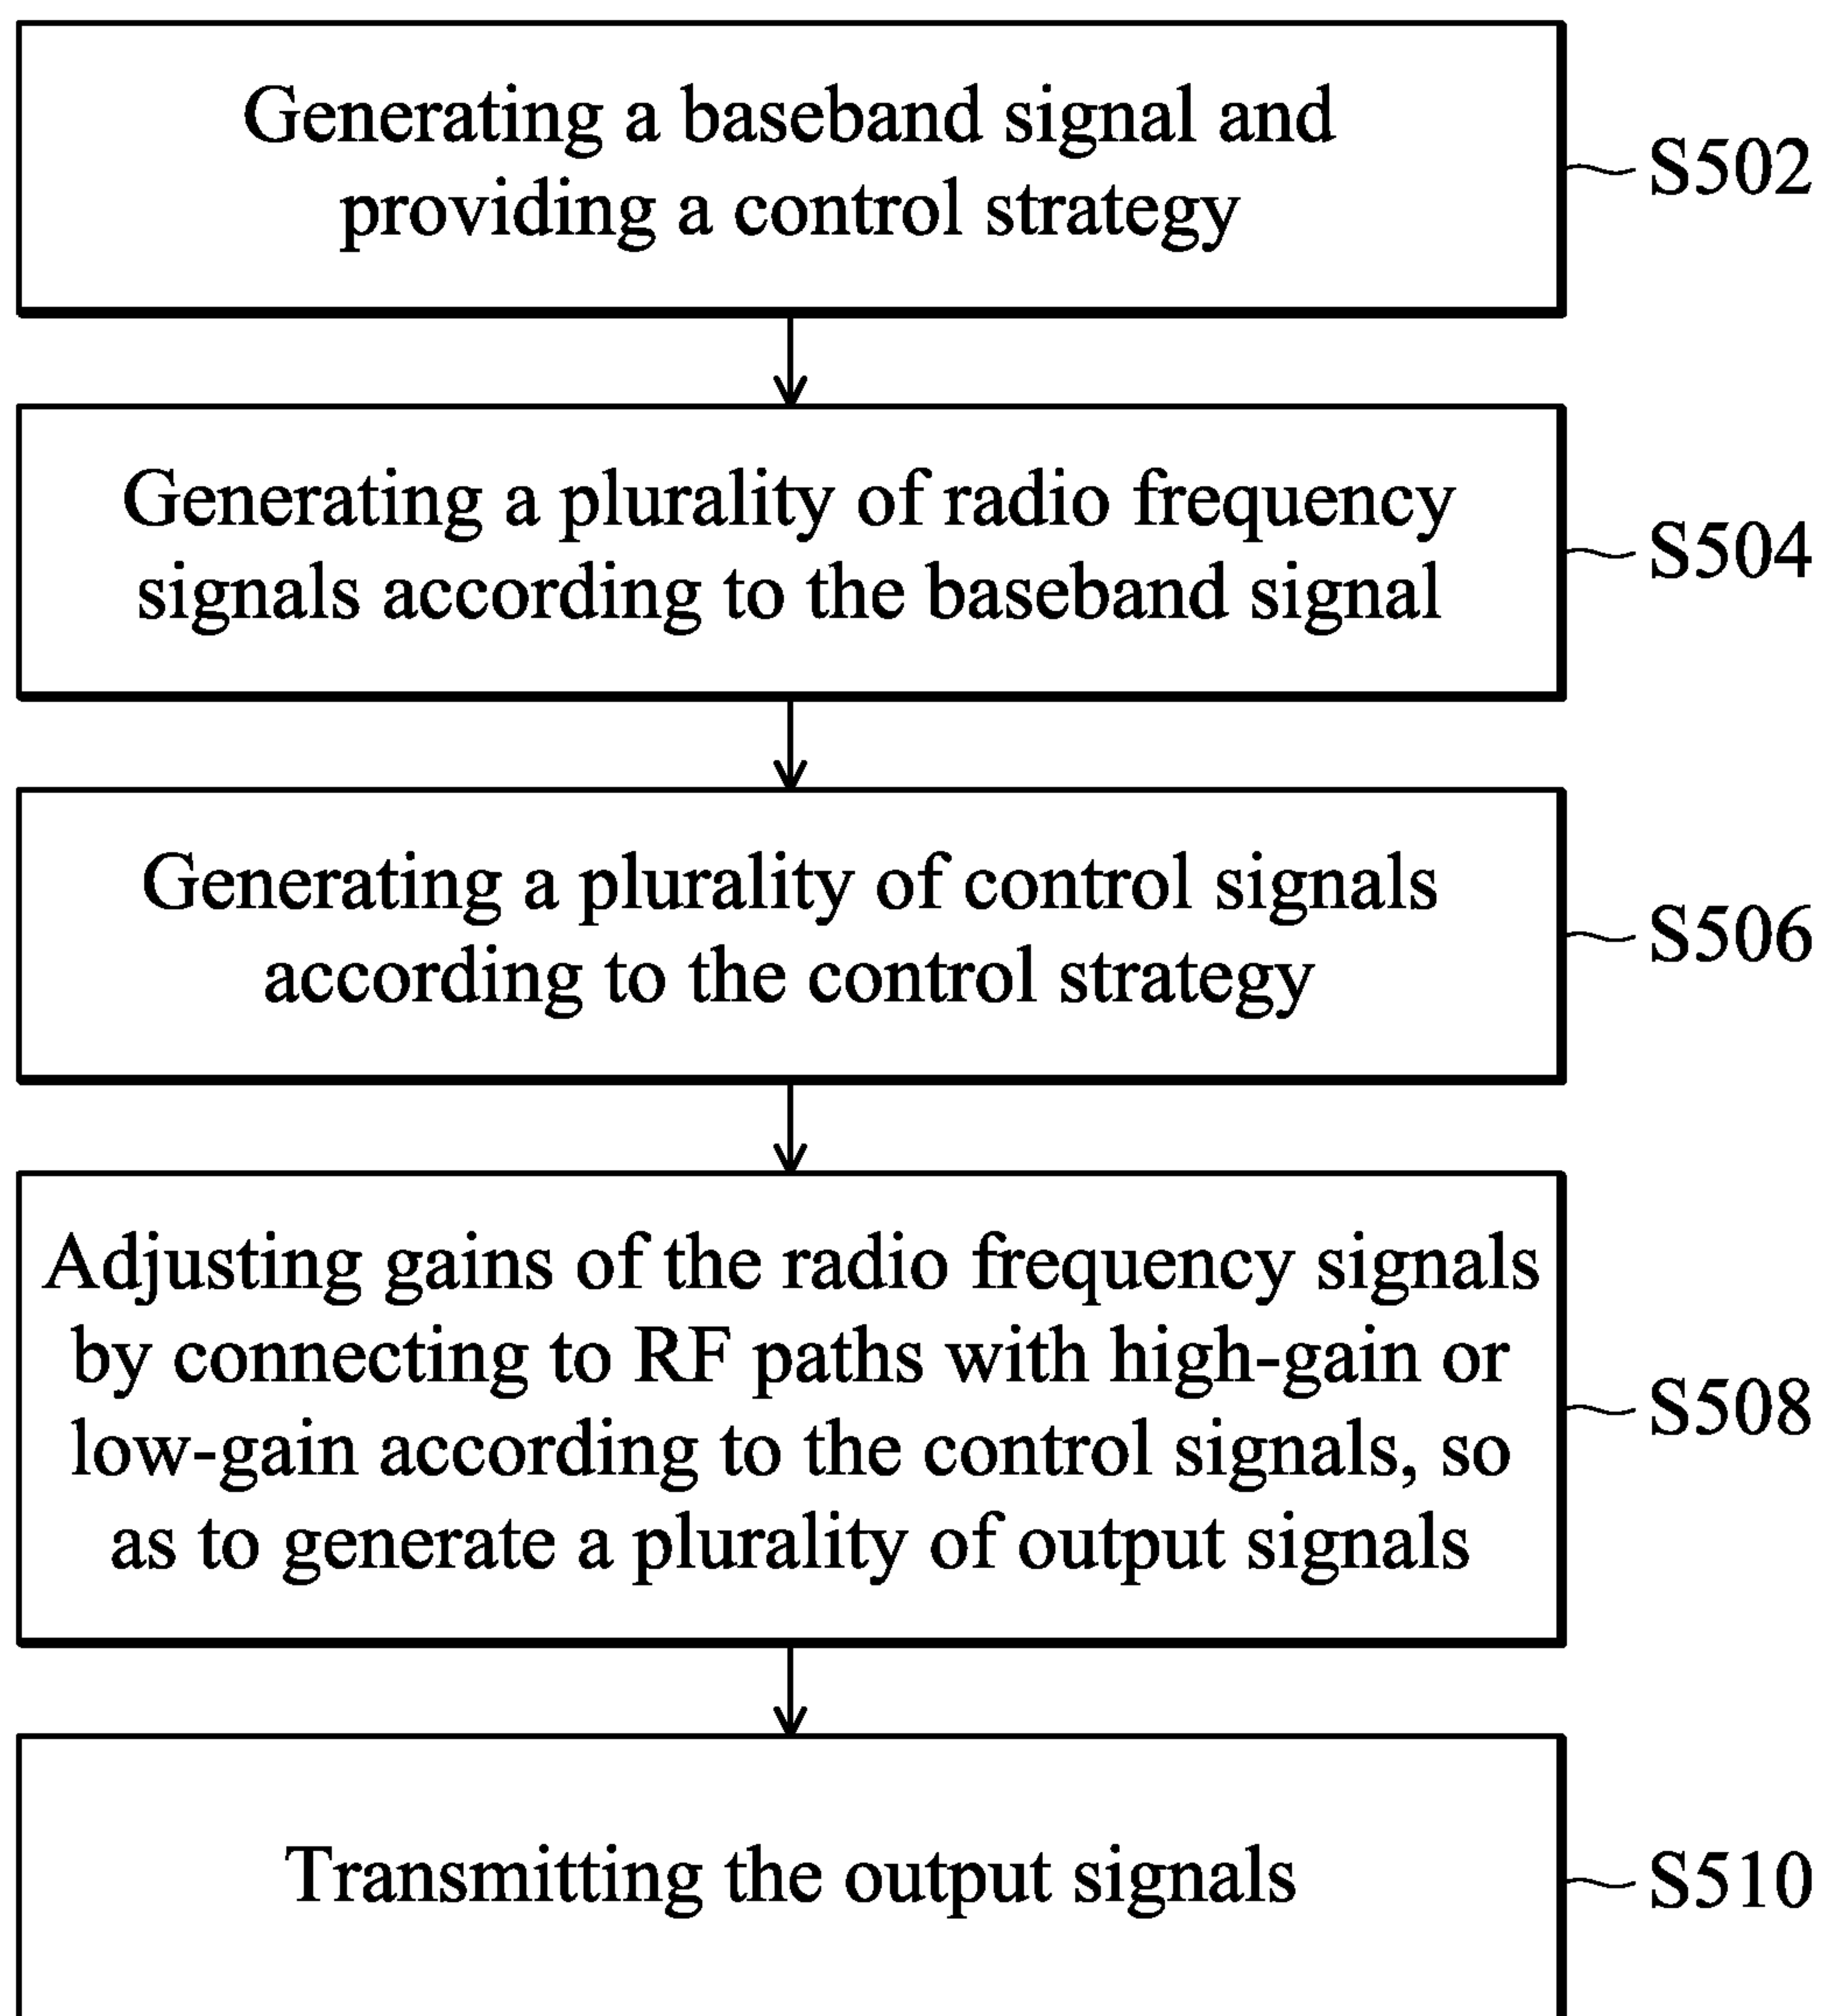 Generating a baseband signal and
providing a control strategy
S502
Generating a plurality of radio frequency
signals according to the baseband signal
S504
Generating a plurality of control signals
according to the control strategy
S506
Adjusting gains of the radio frequency signals
by connecting to RF paths with high-gain or
low-gain according to the control signals, so
as to generate a plurality of output signals
S508
Transmitting the output signals
S510